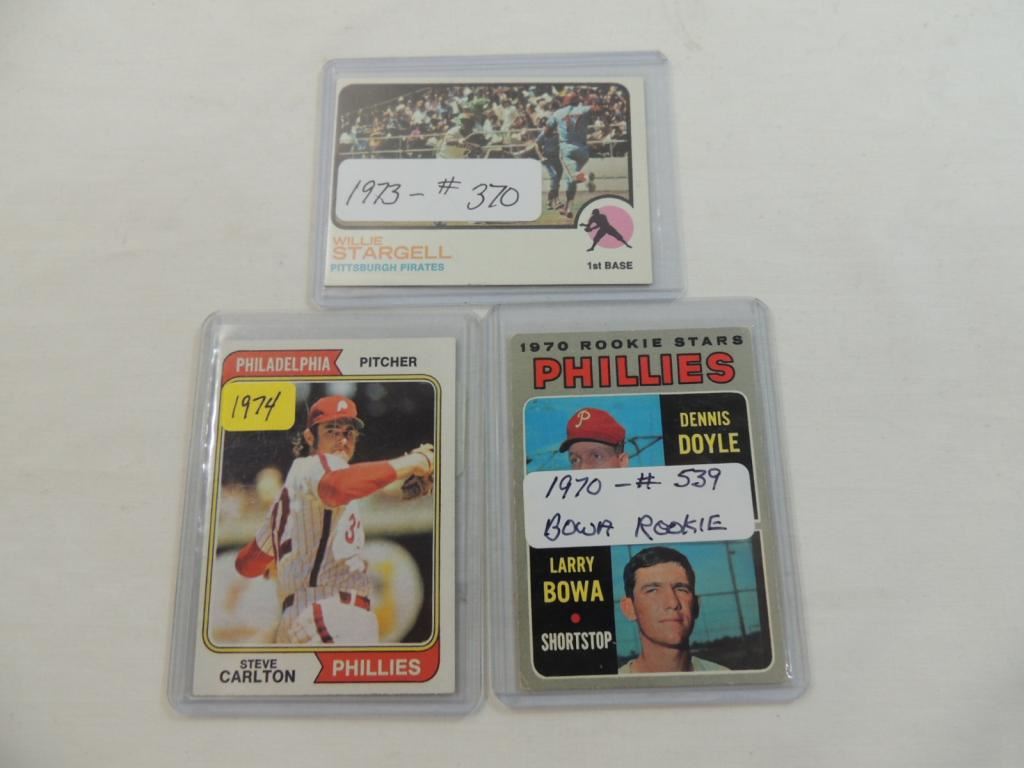 1973 - # 370
WILLIE
STARGELL
PITTSBURGH PIRATES
1st BASE
PHILADELPHIA PITCHER
1974
P
32
STEVE
CARLTON
PHILLIES
1970 ROOKIE STARS
PHILLIES
P
DENNIS
DOYLE
1970 - # 539
BOWA ROOKIE
LARRY
BOWA
SHORTSTOP